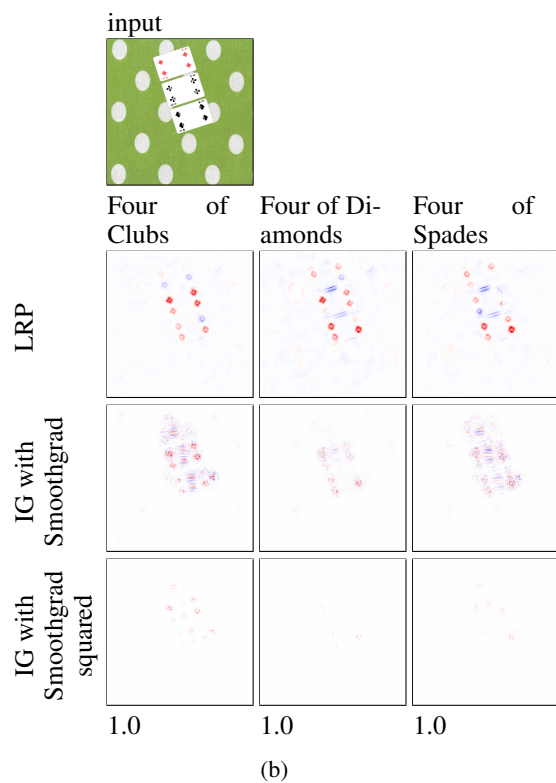 input
Four of
Clubs
Four of Di-
amonds
Four of
Spades
LRP
IG with
Smoothgrad
IG with
Smoothgrad
squared
1.0 1.0 1.0
(b)